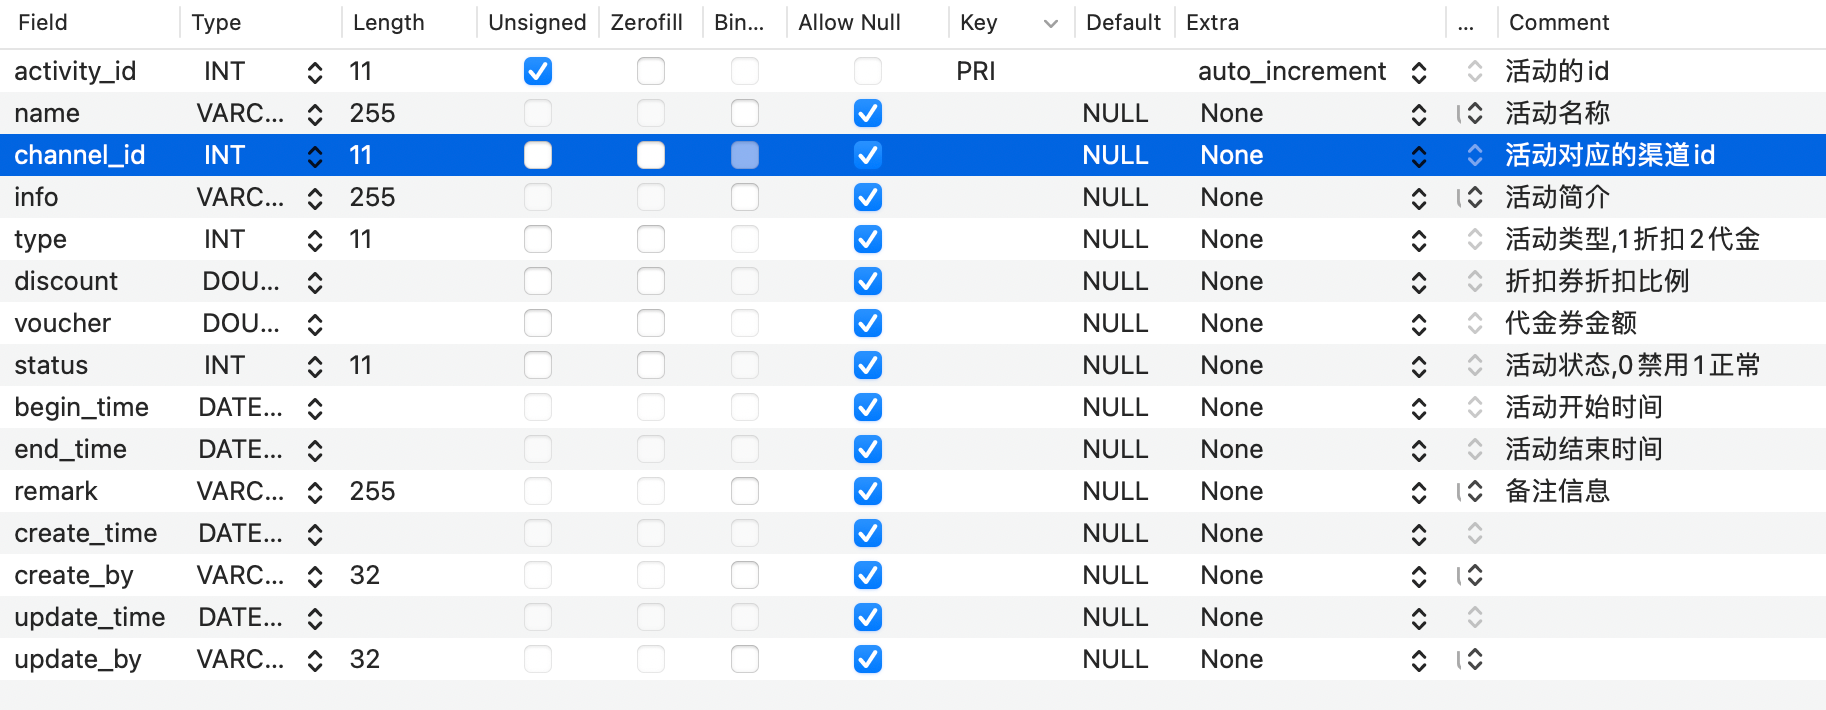 Field Type Length Unsigned Zerofill Bin... Allow Null Key Default Extra ... Comment
activity_id INT 11 PRI auto_increment 活动的id
name VARC... 255 NULL None 活动名称
channel_id INT 11 NULL None 活动对应的渠道id
info VARC... 255 NULL None 活动简介
type INT 11 NULL None 活动类型,1折扣2代金
discount DOU... NULL None 折扣券折扣比例
voucher DOU... NULL None 代金券金额
status INT 11 NULL None 活动状态,0禁用1正常
begin_time DATE... NULL None 活动开始时间
end_time DATE... NULL None 活动结束时间
remark VARC... 255 NULL None 备注信息
create_time DATE... NULL None
create_by VARC... 32 NULL None
update_time DATE... NULL None
update_by VARC... 32 NULL None